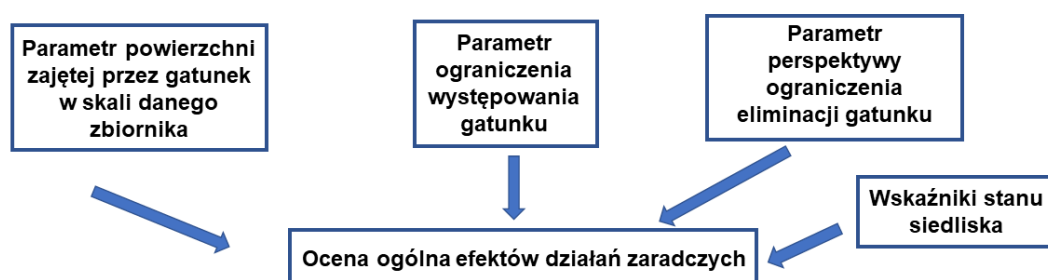 Parametr powierzchni
zajętej przez gatunek
w skali danego
zbiornika
Parametr
ograniczenia
występowania
gatunku
Parametr
perspektywy
ograniczenia
eliminacji gatunku
Wskaźniki stanu
siedliska
Ocena ogólna efektów działań zaradczych